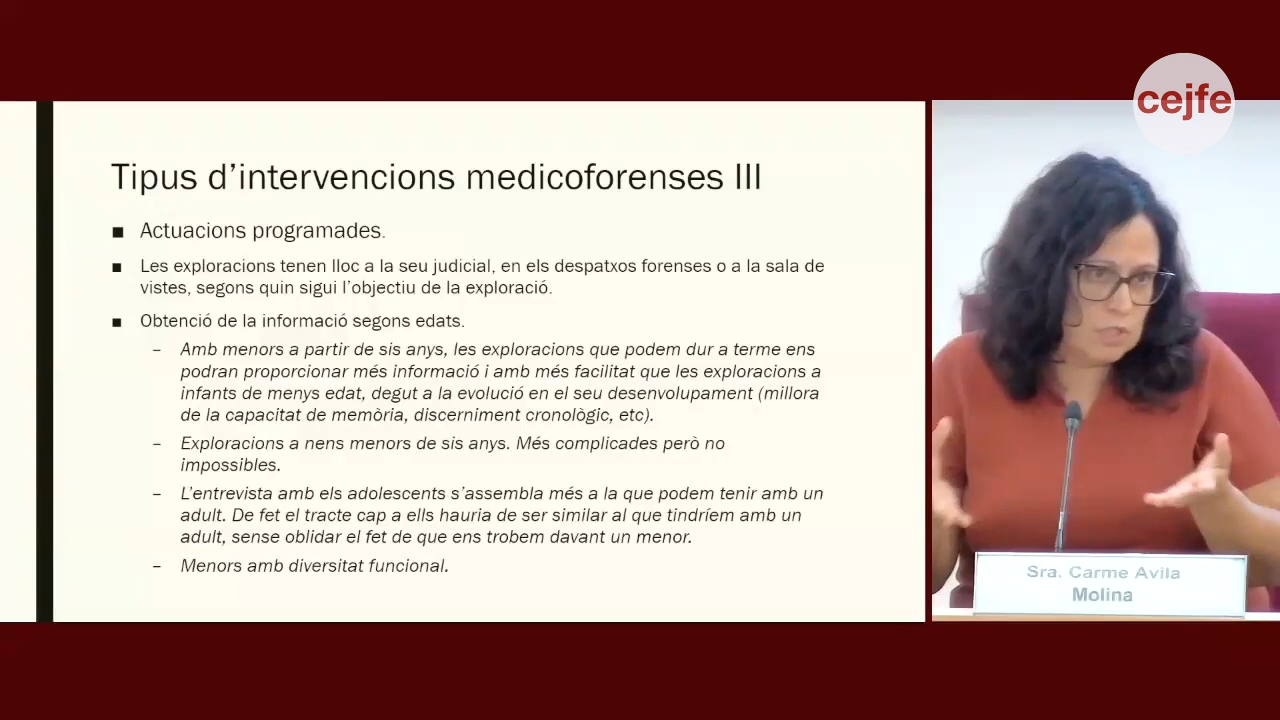 cejfe
Tipus d'intervencions medicoforenses III
■ Actuacions programades.
■ Les exploracions tenen lloc a la seu judicial, en els despatxos forenses o a la sala de
vistes, segons quin sigui l'objectiu de la exploració.
■ Obtenció de la informació segons edats.
– Amb menors a partir de sis anys, les exploracions que podem dur a terme ens
podran proporcionar més informació i amb més facilitat que les exploracions a
infants de menys edat, degut a la evolució en el seu desenvolupament (millora
de la capacitat de memòria, discerniment cronològic, etc).
– Exploracions a nens menors de sis anys. Més complicades però no
impossibles.
– L'entrevista amb els adolescents s'assembla més a la que podem tenir amb un
adult. De fet el tracte cap a ells hauria de ser similar al que tindríem amb un
adult, sense oblidar el fet de que ens trobem davant un menor.
– Menors amb diversitat funcional.
Sra. Carme Avila
Molina